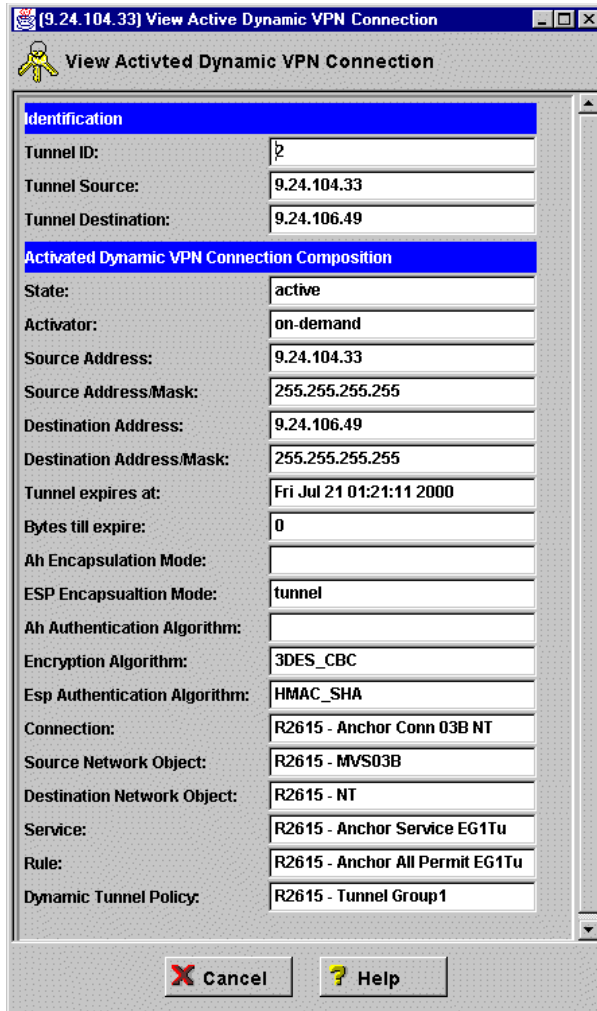 (9.24.104.33) View Active Dynamic VPN Connection
View Activted Dynamic VPN Connection
Identification
Tunnel ID: 2
Tunnel Source: 9.24.104.33
Tunnel Destination: 9.24.106.49
Activated Dynamic VPN Connection Composition
State: active
Activator: on-demand
Source Address: 9.24.104.33
Source Address/Mask: 255.255.255.255
Destination Address: 9.24.106.49
Destination Address/Mask: 255.255.255.255
Tunnel expires at: Fri Jul 21 01:21:11 2000
Bytes till expire: 0
Ah Encapsulation Mode:
ESP Encapsualtion Mode: tunnel
Ah Authentication Algorithm:
Encryption Algorithm: 3DES_CBC
Esp Authentication Algorithm: HMAC_SHA
Connection: R2615 - Anchor Conn 03B NT
Source Network Object: R2615 - MVS03B
Destination Network Object: R2615 - NT
Service: R2615 - Anchor Service EG1Tu
Rule: R2615 - Anchor All Permit EG1Tu
Dynamic Tunnel Policy: R2615 - Tunnel Group1
Cancel
Help